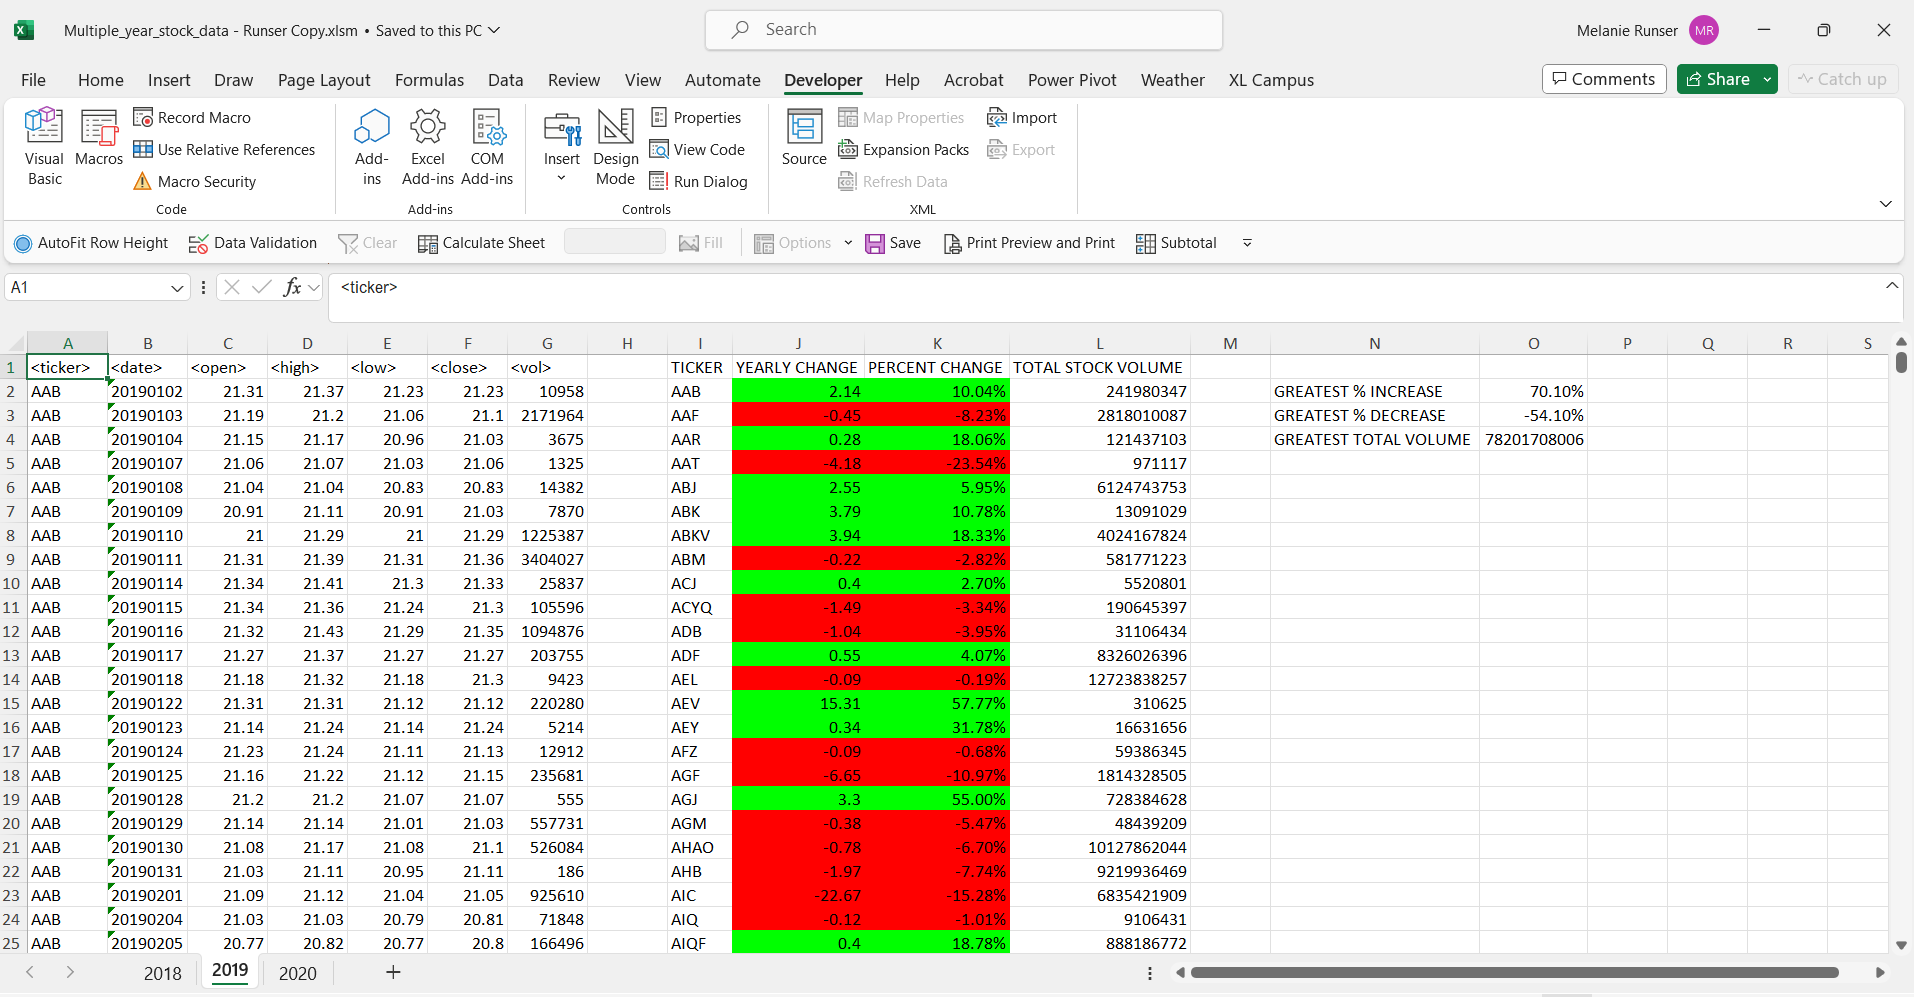 Multiple_year_stock_data - Runser Copy.xlsm • Saved to this PC
Search
Melanie Runser MR
File Home Insert Draw Page Layout Formulas Data Review View Automate Developer Help Acrobat Power Pivot Weather XL Campus Comments Share Catch up
Visual Basic
Macros
Record Macro
Use Relative References
Macro Security
Code
Add-ins
Excel Add-ins
COM Add-ins
Add-ins
Insert
Design Mode
Properties
View Code
Run Dialog
Controls
Source
Map Properties
Expansion Packs
Refresh Data
Import
Export
XML
AutoFit Row Height Data Validation Clear Calculate Sheet Fill Options Save Print Preview and Print Subtotal
A1 fx <ticker>
A B C D E F G H I J K L M N O P Q R S
1 <ticker> <date> <open> <high> <low> <close> <vol> TICKER YEARLY CHANGE PERCENT CHANGE TOTAL STOCK VOLUME
2 AAB 20190102 21.31 21.37 21.23 21.23 10958 AAB 2.14 10.04% 241980347 GREATEST % INCREASE 70.10%
3 AAB 20190103 21.19 21.2 21.06 21.1 2171964 AAF -0.45 -8.23% 2818010087 GREATEST % DECREASE -54.10%
4 AAB 20190104 21.15 21.17 20.96 21.03 3675 AAR 0.28 18.06% 121437103 GREATEST TOTAL VOLUME 78201708006
5 AAB 20190107 21.06 21.07 21.03 21.06 1325 AAT -4.18 -23.54% 971117
6 AAB 20190108 21.04 21.04 20.83 20.83 14382 ABJ 2.55 5.95% 6124743753
7 AAB 20190109 20.91 21.11 20.91 21.03 7870 ABK 3.79 10.78% 13091029
8 AAB 20190110 21 21.29 21 21.29 1225387 ABKV 3.94 18.33% 4024167824
9 AAB 20190111 21.31 21.39 21.31 21.36 3404027 ABM -0.22 -2.82% 581771223
10 AAB 20190114 21.34 21.41 21.3 21.33 25837 ACJ 0.4 2.70% 5520801
11 AAB 20190115 21.34 21.36 21.24 21.3 105596 ACYQ -1.49 -3.34% 190645397
12 AAB 20190116 21.32 21.43 21.29 21.35 1094876 ADB -1.04 -3.95% 31106434
13 AAB 20190117 21.27 21.37 21.27 21.27 203755 ADF 0.55 4.07% 8326026396
14 AAB 20190118 21.18 21.32 21.18 21.3 9423 AEL -0.09 -0.19% 12723838257
15 AAB 20190122 21.31 21.31 21.12 21.12 220280 AEV 15.31 57.77% 310625
16 AAB 20190123 21.14 21.24 21.14 21.24 5214 AEY 0.34 31.78% 16631656
17 AAB 20190124 21.23 21.24 21.11 21.13 12912 AFZ -0.09 -0.68% 59386345
18 AAB 20190125 21.16 21.22 21.12 21.15 235681 AGF -6.65 -10.97% 1814328505
19 AAB 20190128 21.2 21.2 21.07 21.07 555 AGJ 3.3 55.00% 728384628
20 AAB 20190129 21.14 21.14 21.01 21.03 557731 AGM -0.38 -5.47% 48439209
21 AAB 20190130 21.08 21.17 21.08 21.1 526084 AHAO -0.78 -6.70% 10127862044
22 AAB 20190131 21.03 21.11 20.95 21.11 186 AHB -1.97 -7.74% 9219936469
23 AAB 20190201 21.09 21.12 21.04 21.05 925610 AIC -22.67 -15.28% 6835421909
24 AAB 20190204 21.03 21.03 20.79 20.81 71848 AIQ -0.12 -1.01% 9106431
25 AAB 20190205 20.77 20.82 20.77 20.8 166496 AIQF 0.4 18.78% 888186772
2018 2019 2020